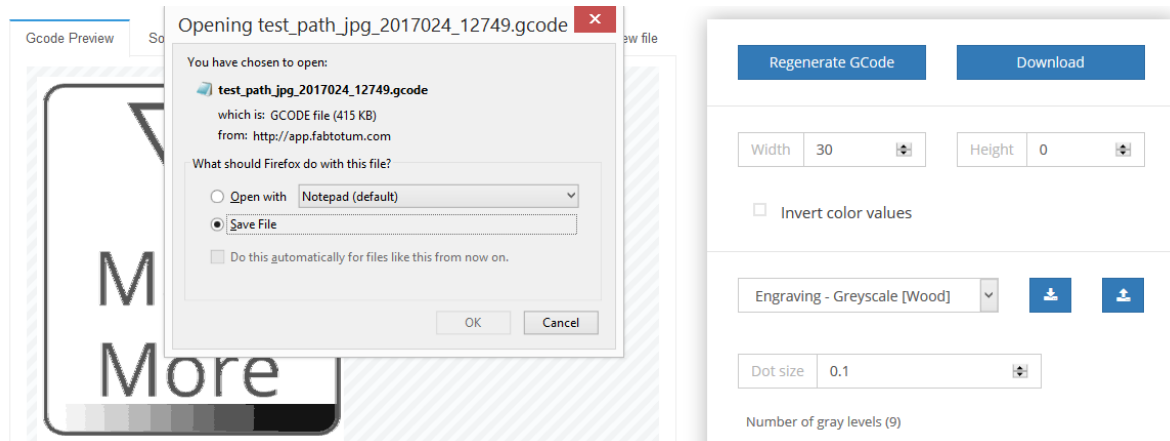 Opening test_path_jpg_2017024_12749.gcode
Gcode Preview
So
ew file
You have chosen to open:
test_path_jpg_2017024_12749.gcode
which is: GCODE file (415 KB)
from: http://app.fabtotum.com
What should Firefox do with this file?
Open with Notepad (default)
Save File
Do this automatically for files like this from now on.
OK Cancel
M
More
Regenerate GCode Download
Width 30 Height 0
Invert color values
Engraving - Greyscale [Wood]
Dot size 0.1
Number of gray levels (9)